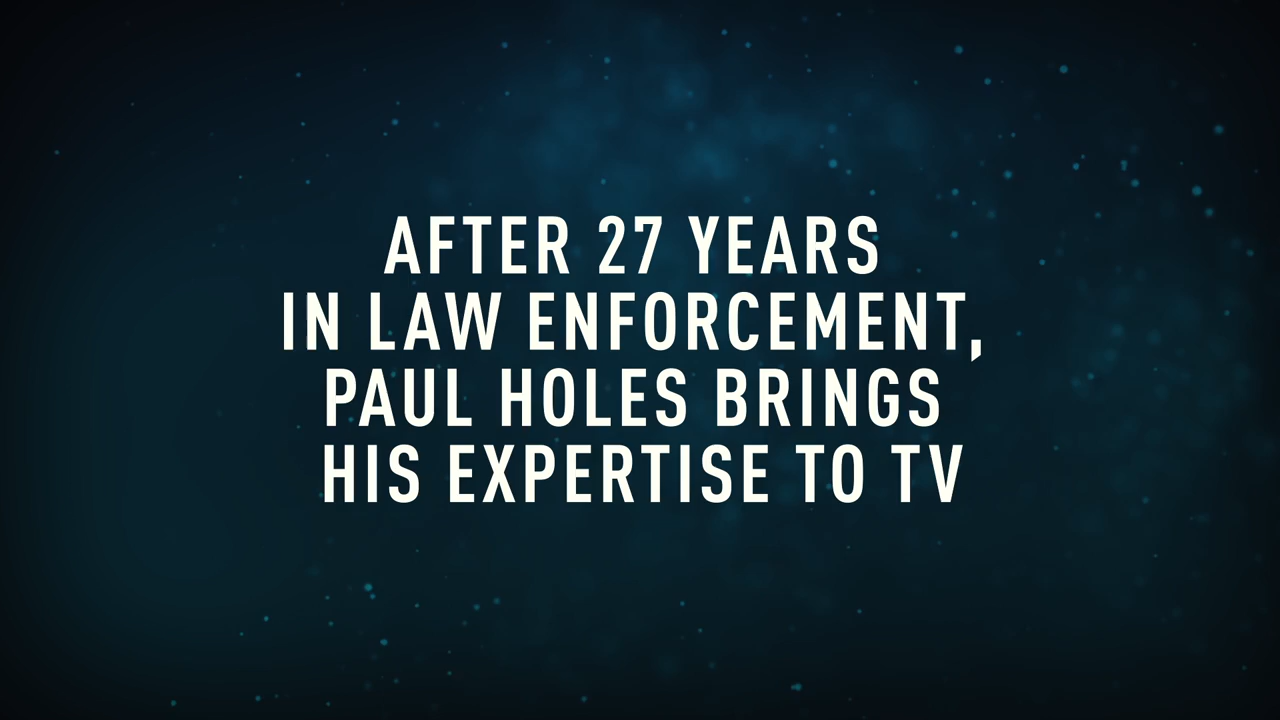 AFTER 27 YEARS
IN LAW ENFORCEMENT,
PAUL HOLES BRINGS
HIS EXPERTISE TO TV